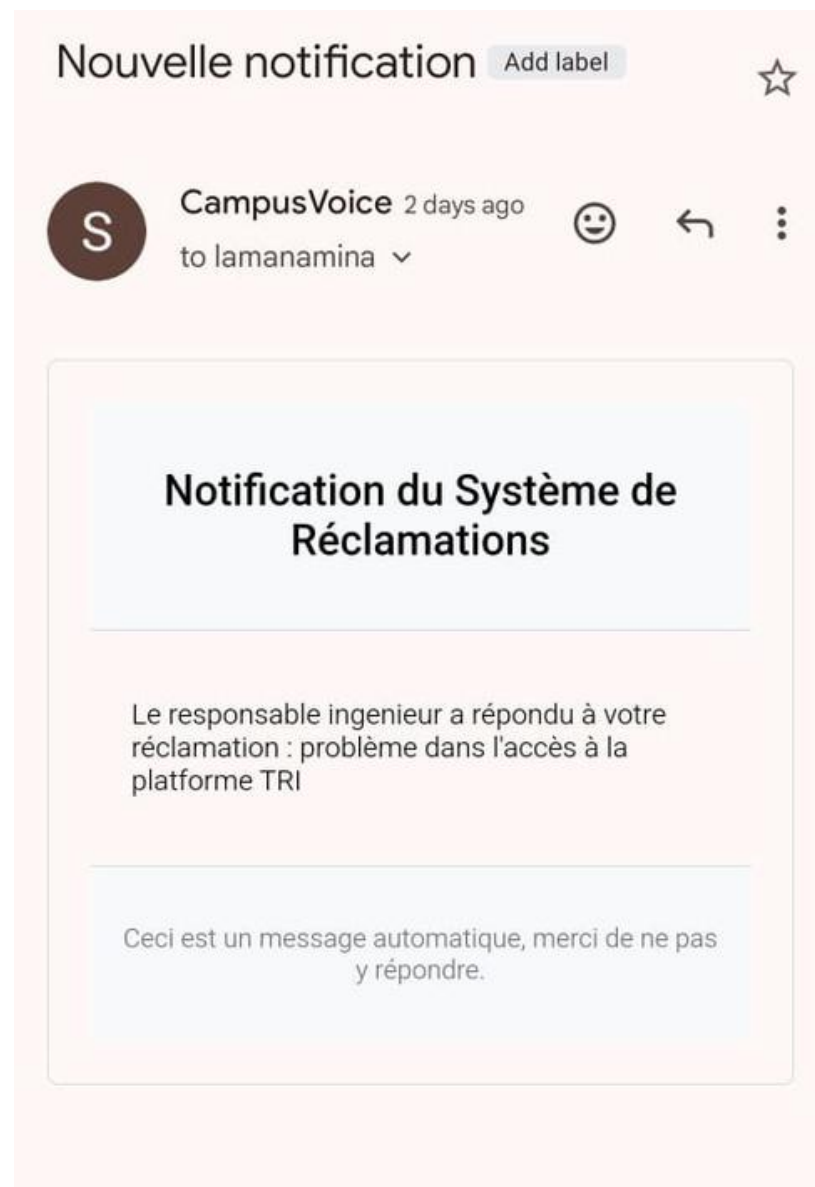 Nouvelle notification Add label
S
CampusVoice 2 days ago
to lamanamina
Notification du Système de
Réclamations
Le responsable ingenieur a répondu à votre
réclamation : problème dans l'accès à la
platforme TRI
Ceci est un message automatique, merci de ne pas
y répondre.